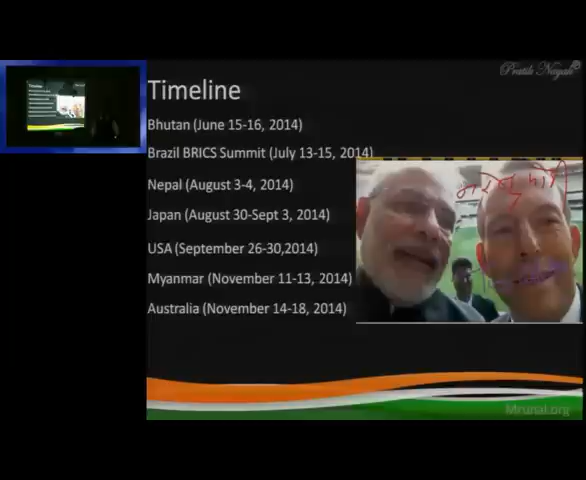 Pratik Nayak
Timeline
Bhutan (June 15-16, 2014)
Brazil BRICS Summit (July 13-15, 2014)
Nepal (August 3-4, 2014)
Japan (August 30-Sept 3, 2014)
USA (September 26-30,2014)
Myanmar (November 11-13, 2014)
Australia (November 14-18, 2014)
नरेन्द्र मोदी
Mrunal.org